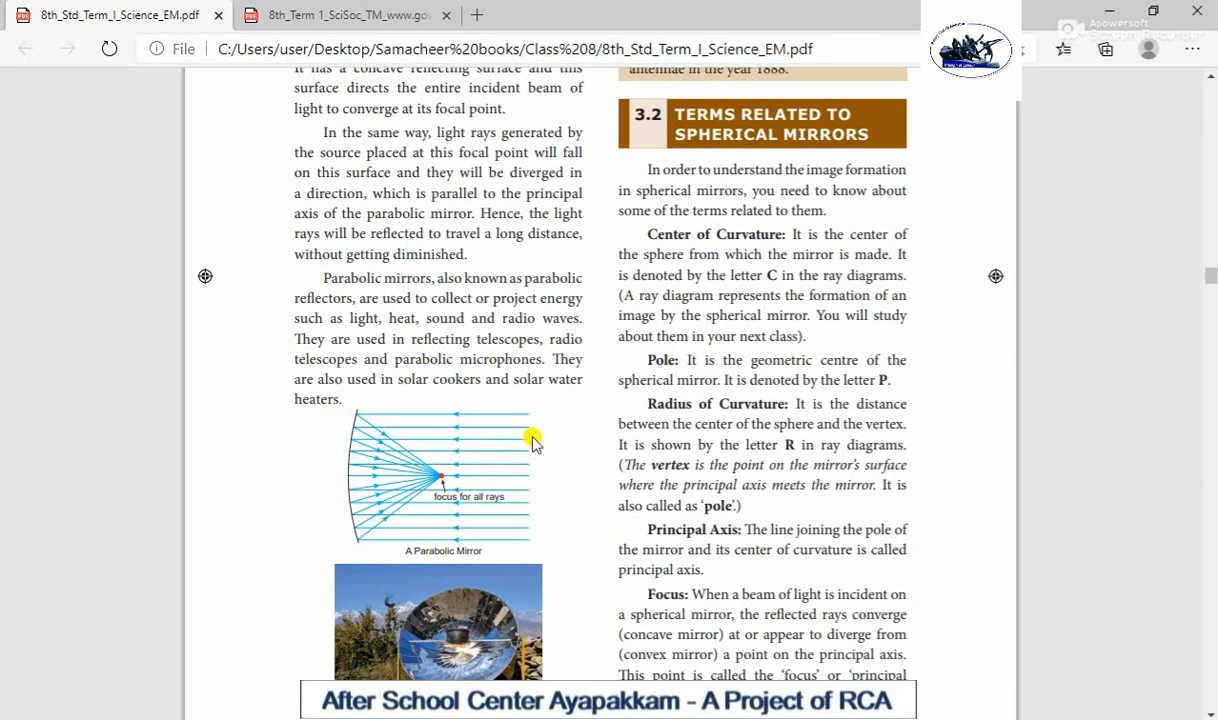 8th_Std_Term_I_Science_EM.pdf
8th_Term 1_SciSoc_TM_www.go
Apowersoft
Screen Recorder
File
C:/Users/user/Desktop/Samacheer%20books/Class%208/8th_Std_Term_I_Science_EM.pdf
It has a concave reflecting surface and this
surface directs the entire incident beam of
light to converge at its focal point.
In the same way, light rays generated by
the source placed at this focal point will fall
on this surface and they will be diverged in
a direction, which is parallel to the principal
axis of the parabolic mirror. Hence, the light
rays will be reflected to travel a long distance,
without getting diminished.
Parabolic mirrors, also known as parabolic
reflectors, are used to collect or project energy
such as light, heat, sound and radio waves.
They are used in reflecting telescopes, radio
telescopes and parabolic microphones. They
are also used in solar cookers and solar water
heaters.
focus for all rays
A Parabolic Mirror
antennae in the year 1888.
3.2 TERMS RELATED TO
SPHERICAL MIRRORS
In order to understand the image formation
in spherical mirrors, you need to know about
some of the terms related to them.
Center of Curvature: It is the center of
the sphere from which the mirror is made. It
is denoted by the letter C in the ray diagrams.
(A ray diagram represents the formation of an
image by the spherical mirror. You will study
about them in your next class).
Pole: It is the geometric centre of the
spherical mirror. It is denoted by the letter P.
Radius of Curvature: It is the distance
between the center of the sphere and the vertex.
It is shown by the letter R in ray diagrams.
(The vertex is the point on the mirror's surface
where the principal axis meets the mirror. It is
also called as 'pole'.)
Principal Axis: The line joining the pole of
the mirror and its center of curvature is called
principal axis.
Focus: When a beam of light is incident on
a spherical mirror, the reflected rays converge
(concave mirror) at or appear to diverge from
(convex mirror) a point on the principal axis.
This point is called the 'focus' or 'principal
After School Center Ayapakkam - A Project of RCA